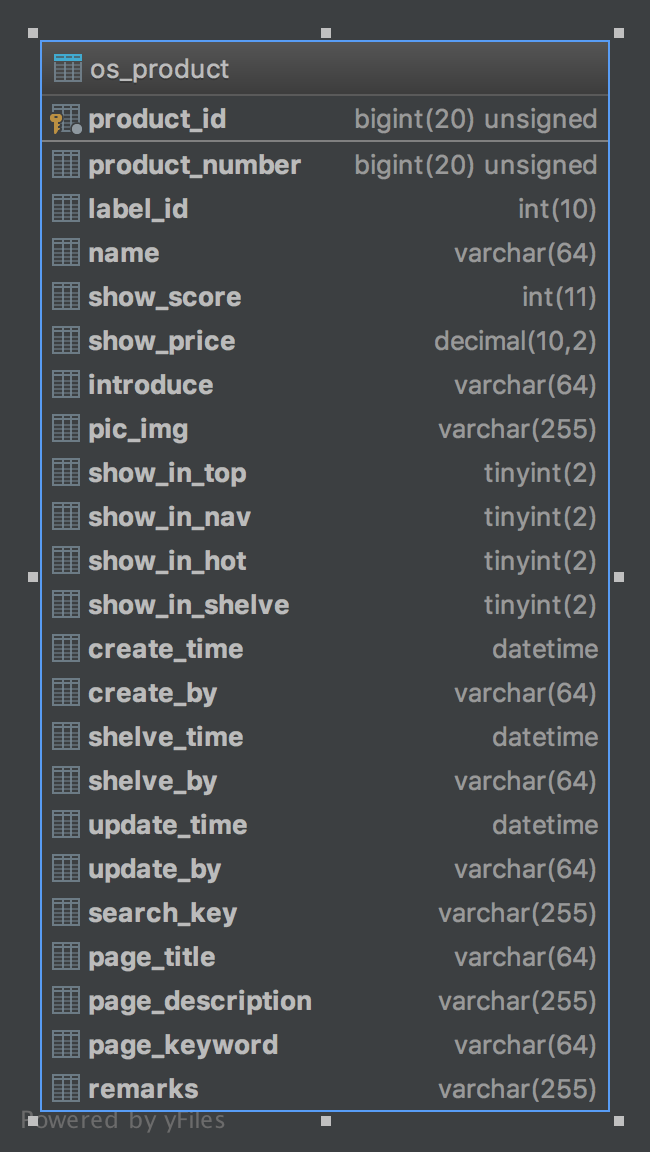 os_product
product_id bigint(20) unsigned
product_number bigint(20) unsigned
label_id int(10)
name varchar(64)
show_score int(11)
show_price decimal(10,2)
introduce varchar(64)
pic_img varchar(255)
show_in_top tinyint(2)
show_in_nav tinyint(2)
show_in_hot tinyint(2)
show_in_shelve tinyint(2)
create_time datetime
create_by varchar(64)
shelve_time datetime
shelve_by varchar(64)
update_time datetime
update_by varchar(64)
search_key varchar(255)
page_title varchar(64)
page_description varchar(255)
page_keyword varchar(64)
remarks varchar(255)
Powered by yFiles